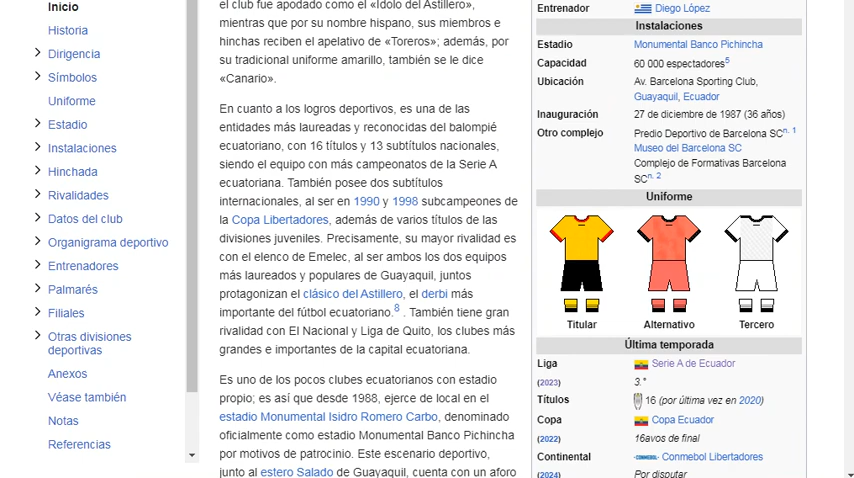 Inicio
Historia
Dirigencia
Símbolos
Uniforme
Estadio
Instalaciones
Hinchada
Rivalidades
Datos del club
Organigrama deportivo
Entrenadores
Palmarés
Filiales
Otras divisiones
deportivas
Anexos
Véase también
Notas
Referencias
el club fue apodado como el «Ídolo del Astillero»,
mientras que por su nombre hispano, sus miembros e
hinchas reciben el apelativo de «Toreros»; además, por
su tradicional uniforme amarillo, también se le dice
«Canario».
En cuanto a los logros deportivos, es una de las
entidades más laureadas y reconocidas del balompié
ecuatoriano, con 16 títulos y 13 subtítulos nacionales,
siendo el equipo con más campeonatos de la Serie A
ecuatoriana. También posee dos subtítulos
internacionales, al ser en 1990 y 1998 subcampeones de
la Copa Libertadores, además de varios títulos de las
divisiones juveniles. Precisamente, su mayor rivalidad es
con el elenco de Emelec, al ser ambos los dos equipos
más laureados y populares de Guayaquil, juntos
protagonizan el clásico del Astillero, el derbi más
importante del fútbol ecuatoriano.8 . También tiene gran
rivalidad con El Nacional y Liga de Quito, los clubes más
grandes e importantes de la capital ecuatoriana.
Es uno de los pocos clubes ecuatorianos con estadio
propio; es así que desde 1988, ejerce de local en el
estadio Monumental Isidro Romero Carbo, denominado
oficialmente como estadio Monumental Banco Pichincha
por motivos de patrocinio. Este escenario deportivo,
junto al estero Salado de Guayaquil, cuenta con un aforo
Entrenador Diego López
Instalaciones
Estadio Monumental Banco Pichincha
Capacidad 60 000 espectadores5
Ubicación Av. Barcelona Sporting Club,
Guayaquil, Ecuador
Inauguración 27 de diciembre de 1987 (36 años)
Otro complejo Predio Deportivo de Barcelona SCn. 1
Museo del Barcelona SC
Complejo de Formativas Barcelona
SCn. 2
Uniforme
Titular Alternativo Tercero
Última temporada
Liga Serie A de Ecuador
(2023) 3.°
Títulos 16 (por última vez en 2020)
Copa Copa Ecuador
(2022) 16avos de final
Continental Conmebol Libertadores
(2024) Por disputar